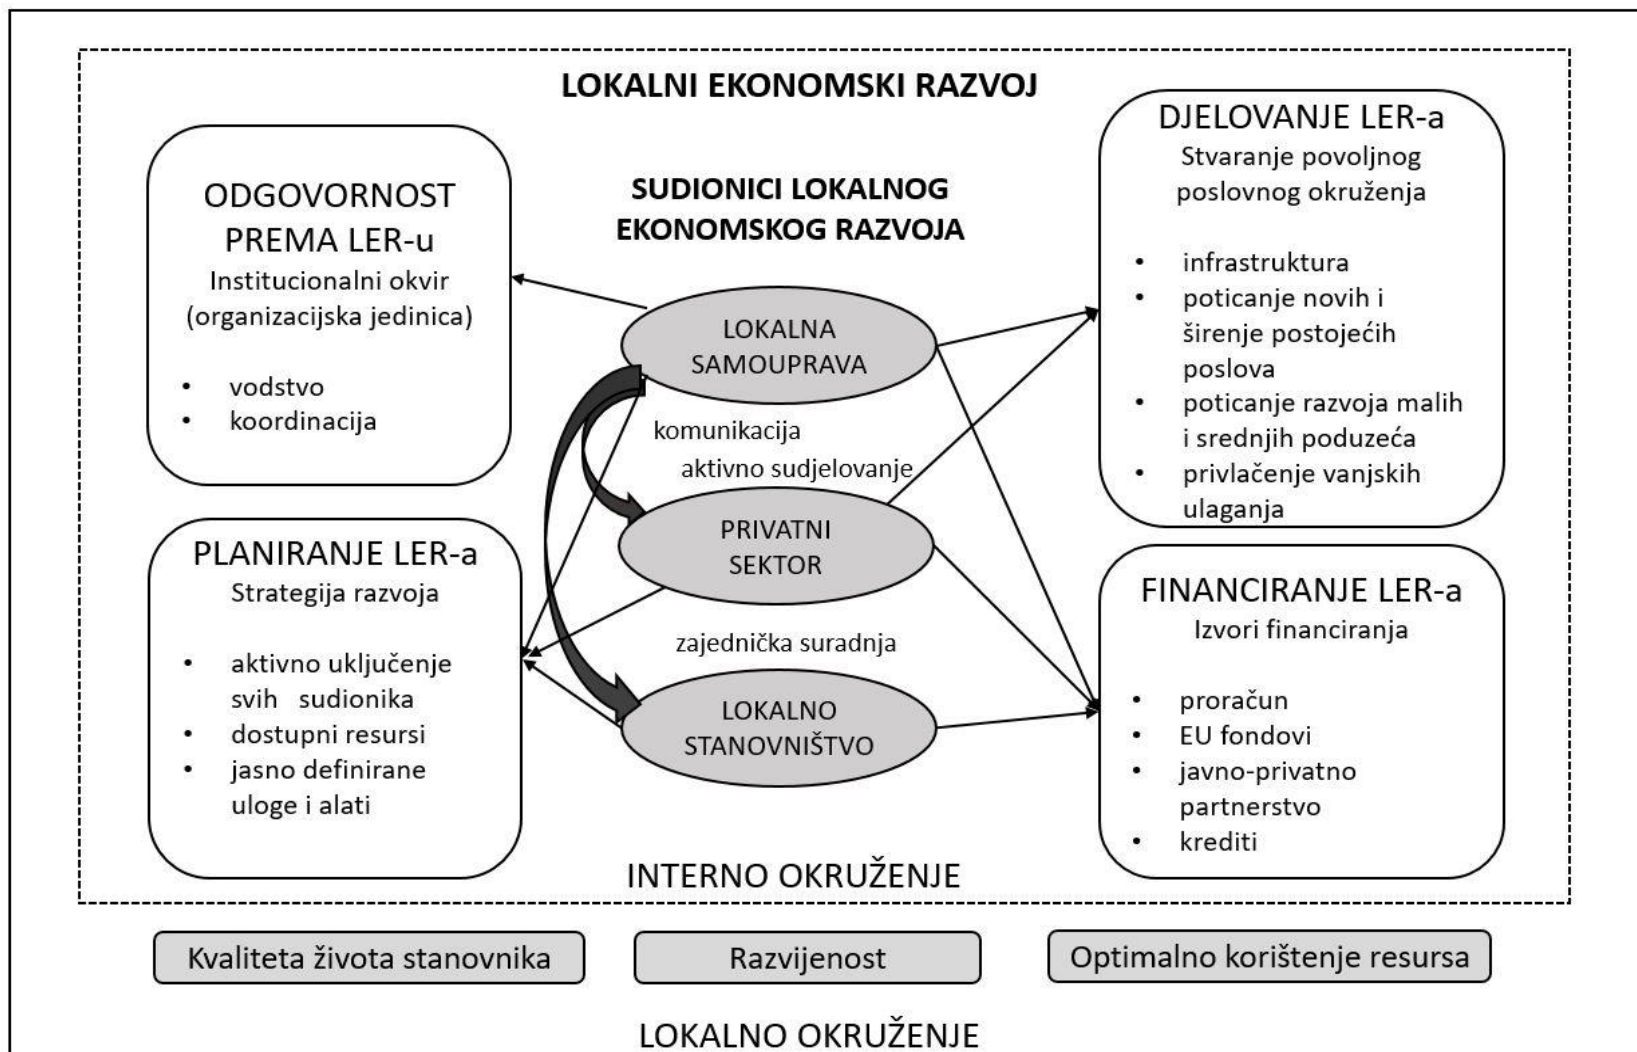 LOKALNI EKONOMSKI RAZVOJ
ODGOVORNOST
PREMA LER-u
Institucionalni okvir
(organizacijska jedinica)
• vodstvo
• koordinacija
PLANIRANJE LER-a
Strategija razvoja
• aktivno uključenje
svih sudionika
• dostupni resursi
• jasno definirane
uloge i alati
SUDIONICI LOKALNOG
EKONOMSKOG RAZVOJA
LOKALNA
SAMOUPRAVA
komunikacija
aktivno sudjelovanje
PRIVATNI
SEKTOR
zajednička suradnja
LOKALNO
STANOVNIŠTVO
DJELOVANJE LER-a
Stvaranje povoljnog
poslovnog okruženja
• infrastruktura
• poticanje novih i
širenje postojećih
poslova
• poticanje razvoja malih
i srednjih poduzeća
• privlačenje vanjskih
ulaganja
FINANCIRANJE LER-a
Izvori financiranja
• proračun
• EU fondovi
• javno-privatno
partnerstvo
• krediti
INTERNO OKRUŽENJE
Kvaliteta života stanovnika
Razvijenost
Optimalno korištenje resursa
LOKALNO OKRUŽENJE